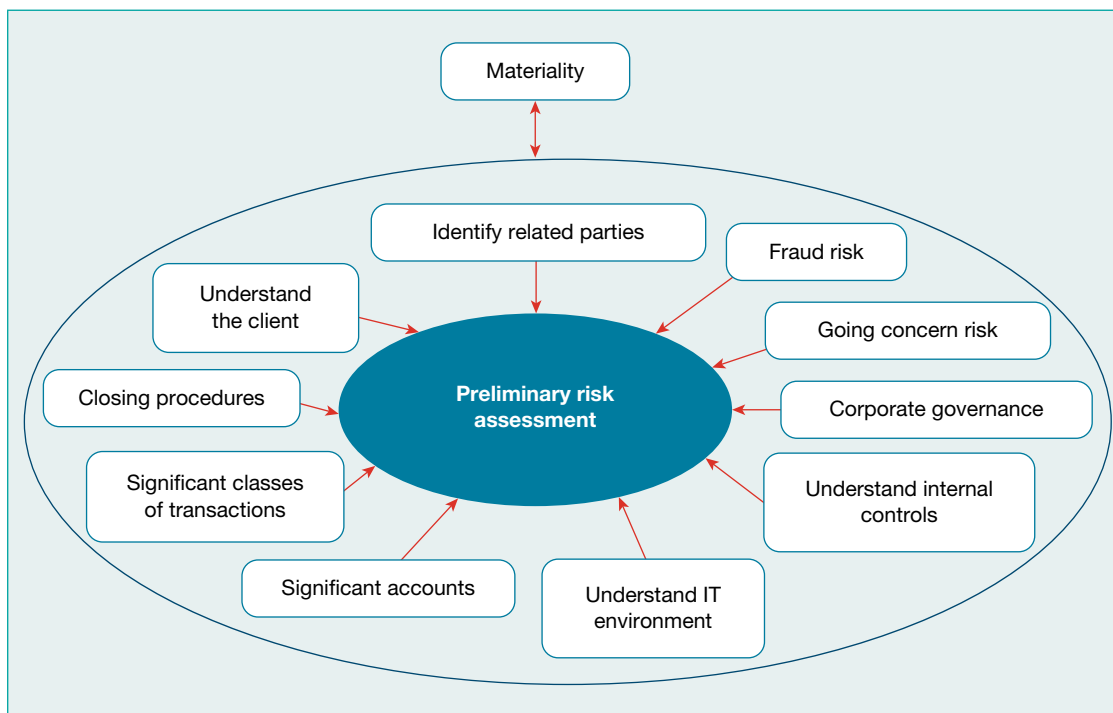 Materiality
Identify related parties
Fraud risk
Understand
the client
Going concern risk
Closing procedures
Preliminary risk
assessment
Corporate governance
Significant classes
of transactions
Understand internal
controls
Significant accounts
Understand IT
environment